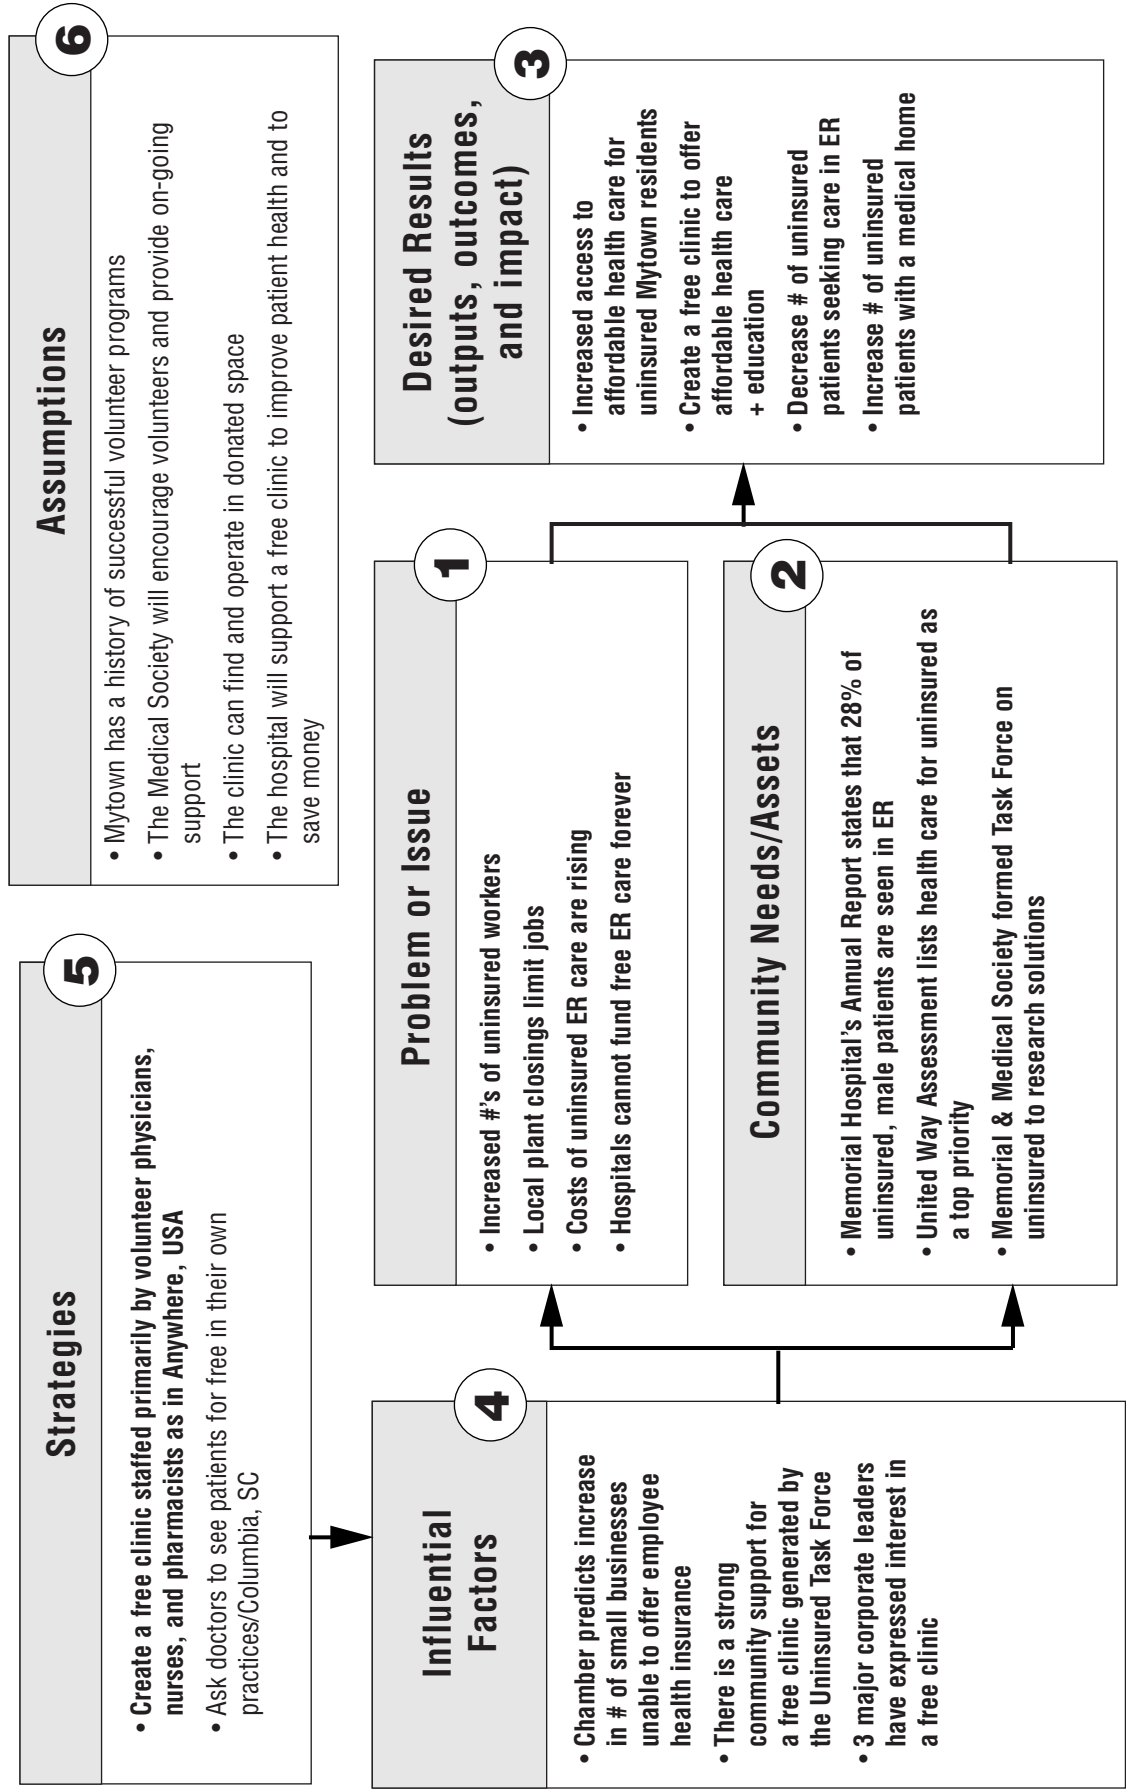 Strategies
5
• Create a free clinic staffed primarily by volunteer physicians,
nurses, and pharmacists as in Anywhere, USA
• Ask doctors to see patients for free in their own
practices/Columbia, SC
Assumptions
6
• Mytown has a history of successful volunteer programs
• The Medical Society will encourage volunteers and provide on-going
support
• The clinic can find and operate in donated space
• The hospital will support a free clinic to improve patient health and to
save money
Influential
Factors
4
• Chamber predicts increase
in # of small businesses
unable to offer employee
health insurance
• There is a strong
community support for
a free clinic generated by
the Uninsured Task Force
• 3 major corporate leaders
have expressed interest in
a free clinic
Problem or Issue
1
• Increased #'s of uninsured workers
• Local plant closings limit jobs
• Costs of uninsured ER care are rising
• Hospitals cannot fund free ER care forever
Community Needs/Assets
2
• Memorial Hospital's Annual Report states that 28% of
uninsured, male patients are seen in ER
• United Way Assessment lists health care for uninsured as
a top priority
• Memorial & Medical Society formed Task Force on
uninsured to research solutions
Desired Results
(outputs, outcomes,
and impact)
3
• Increased access to
affordable health care for
uninsured Mytown residents
• Create a free clinic to offer
affordable health care
+ education
• Decrease # of uninsured
patients seeking care in ER
• Increase # of uninsured
patients with a medical home